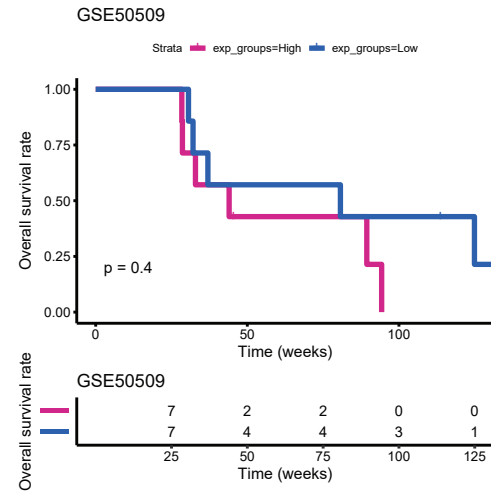 GSE50509
Strata exp_groups=High exp_groups=Low
Overall survival rate
1.00
0.75
0.50
0.25
0.00
p = 0.4
0 50 100
Time (weeks)
GSE50509
Overall survival rate
7 2 2 0 0
7 4 4 3 1
25 50 75 100 125
Time (weeks)